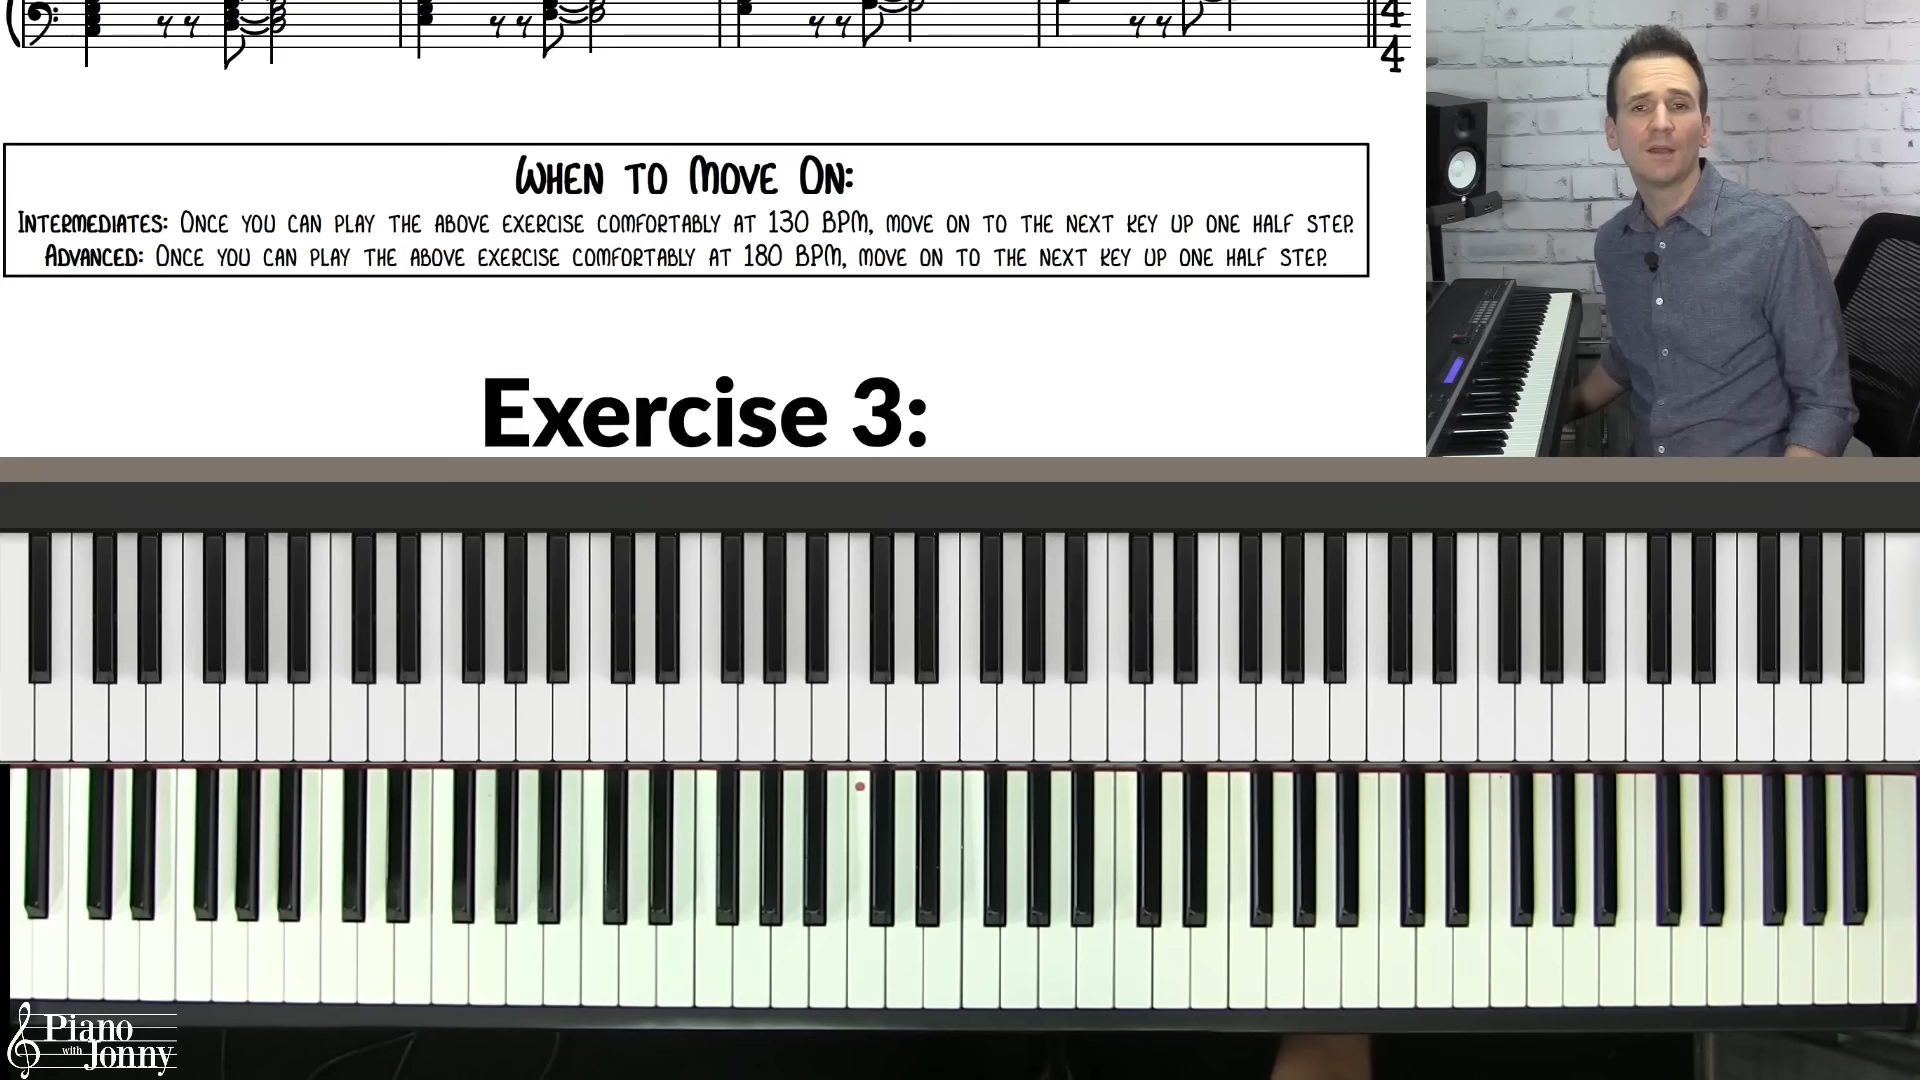 4
4
WHEN TO MOVE ON:
INTERMEDIATES: ONCE YOU CAN PLAY THE ABOVE EXERCISE COMFORTABLY AT 130 BPM, MOVE ON TO THE NEXT KEY UP ONE HALF STEP.
ADVANCED: ONCE YOU CAN PLAY THE ABOVE EXERCISE COMFORTABLY AT 180 BPM, MOVE ON TO THE NEXT KEY UP ONE HALF STEP.
Exercise 3:
Piano
with Jonny